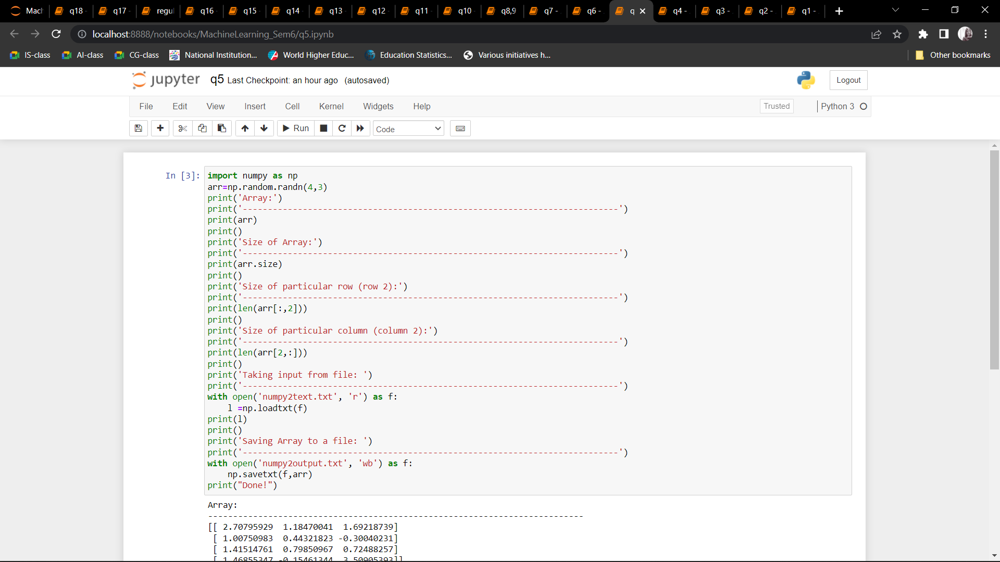 Mach q18 - q17 - regul q16 - q15 - q14 - q13 - q12 - q11 - q10 - q8,9 q7 - q6 - q q4 - q3 - q2 - q1 -
localhost:8888/notebooks/MachineLearning_Sem6/q5.ipynb
IS-class AI-class CG-class National Institution... World Higher Educ... Education Statistics... Various initiatives h... Other bookmarks
jupyter q5 Last Checkpoint: an hour ago (autosaved) Logout
File Edit View Insert Cell Kernel Widgets Help Trusted Python 3
Run Code
In [3]: import numpy as np
arr=np.random.randn(4,3)
print('Array:')
print('---------------------------------------------------------------------------')
print(arr)
print()
print('Size of Array:')
print('---------------------------------------------------------------------------')
print(arr.size)
print()
print('Size of particular row (row 2):')
print('---------------------------------------------------------------------------')
print(len(arr[:,2]))
print()
print('Size of particular column (column 2):')
print('---------------------------------------------------------------------------')
print(len(arr[2,:]))
print()
print('Taking input from file: ')
print('---------------------------------------------------------------------------')
with open('numpy2text.txt', 'r') as f:
    l =np.loadtxt(f)
print(l)
print()
print('Saving Array to a file: ')
print('---------------------------------------------------------------------------')
with open('numpy2output.txt', 'wb') as f:
    np.savetxt(f,arr)
print("Done!")
Array:
---------------------------------------------------------------------------
[[ 2.70795929  1.18470041  1.69218739]
 [ 1.00750983  0.44321823 -0.30040231]
 [ 1.41514761  0.79850967  0.72488257]
 [ 1.46855347 -0.15461344  3.50905393]]